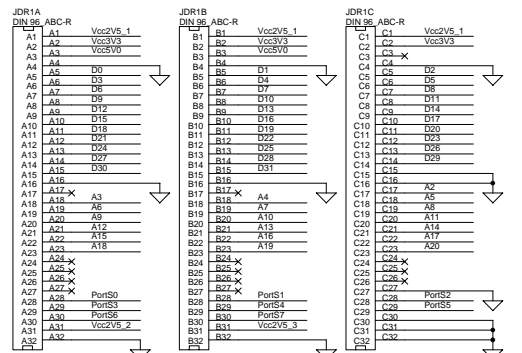 JDR1A
DIN 96_ABC-R
A1 A1 Vcc2V5_1
A2 A2 Vcc3V3
A3 A3 Vcc5V0
A4 A4
A5 A5 D0
A6 A6 D3
A7 A7 D6
A8 A8 D9
A9 A9 D12
A10 A10 D15
A11 A11 D18
A12 A12 D21
A13 A13 D24
A14 A14 D27
A15 A15 D30
A16 A16
A17 A17
A18 A18 A3
A19 A19 A6
A20 A20 A9
A21 A21 A12
A22 A22 A15
A23 A23 A18
A24 A24
A25 A25
A26 A26
A27 A27
A28 A28 PortS0
A29 A29 PortS3
A30 A30 PortS6
A31 A31 Vcc2V5_2
A32 A32
JDR1B
DIN 96_ABC-R
B1 B1 Vcc2V5_1
B2 B2 Vcc3V3
B3 B3 Vcc5V0
B4 B4
B5 B5 D1
B6 B6 D4
B7 B7 D7
B8 B8 D10
B9 B9 D13
B10 B10 D16
B11 B11 D19
B12 B12 D22
B13 B13 D25
B14 B14 D28
B15 B15 D31
B16 B16
B17 B17
B18 B18 A4
B19 B19 A7
B20 B20 A10
B21 B21 A13
B22 B22 A16
B23 B23 A19
B24 B24
B25 B25
B26 B26
B27 B27
B28 B28 PortS1
B29 B29 PortS4
B30 B30 PortS7
B31 B31 Vcc2V5_3
B32 B32
JDR1C
DIN 96_ABC-R
C1 C1 Vcc2V5_1
C2 C2 Vcc3V3
C3 C3
C4 C4
C5 C5 D2
C6 C6 D5
C7 C7 D8
C8 C8 D11
C9 C9 D14
C10 C10 D17
C11 C11 D20
C12 C12 D23
C13 C13 D26
C14 C14 D29
C15 C15
C16 C16
C17 C17 A2
C18 C18 A5
C19 C19 A8
C20 C20 A11
C21 C21 A14
C22 C22 A17
C23 C23 A20
C24 C24
C25 C25
C26 C26
C27 C27
C28 C28 PortS2
C29 C29 PortS5
C30 C30
C31 C31
C32 C32